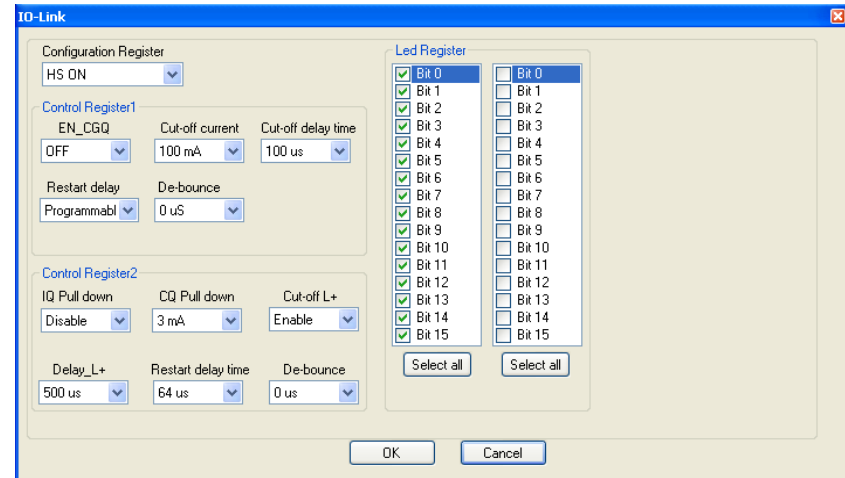 IO-Link
Configuration Register
HS ON
Control Register1
EN_CGQ Cut-off current Cut-off delay time
OFF 100 mA 100 us
Restart delay De-bounce
Programmabl 0 uS
Control Register2
IQ Pull down CQ Pull down Cut-off L+
Disable 3 mA Enable
Delay_L+ Restart delay time De-bounce
500 us 64 us 0 us
Led Register
Bit 0 Bit 0
Bit 1 Bit 1
Bit 2 Bit 2
Bit 3 Bit 3
Bit 4 Bit 4
Bit 5 Bit 5
Bit 6 Bit 6
Bit 7 Bit 7
Bit 8 Bit 8
Bit 9 Bit 9
Bit 10 Bit 10
Bit 11 Bit 11
Bit 12 Bit 12
Bit 13 Bit 13
Bit 14 Bit 14
Bit 15 Bit 15
Select all Select all
OK Cancel